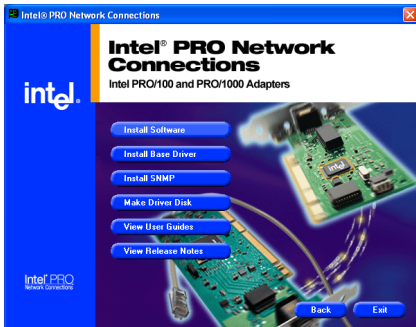 Intel® PRO Network Connections
Intel® PRO Network
Connections
Intel PRO/100 and PRO/1000 Adapters
intel®
Install Software
Install Base Driver
Install SNMP
Make Driver Disk
View User Guides
View Release Notes
intel
Intel® PRO
Network Connections
Back
Exit